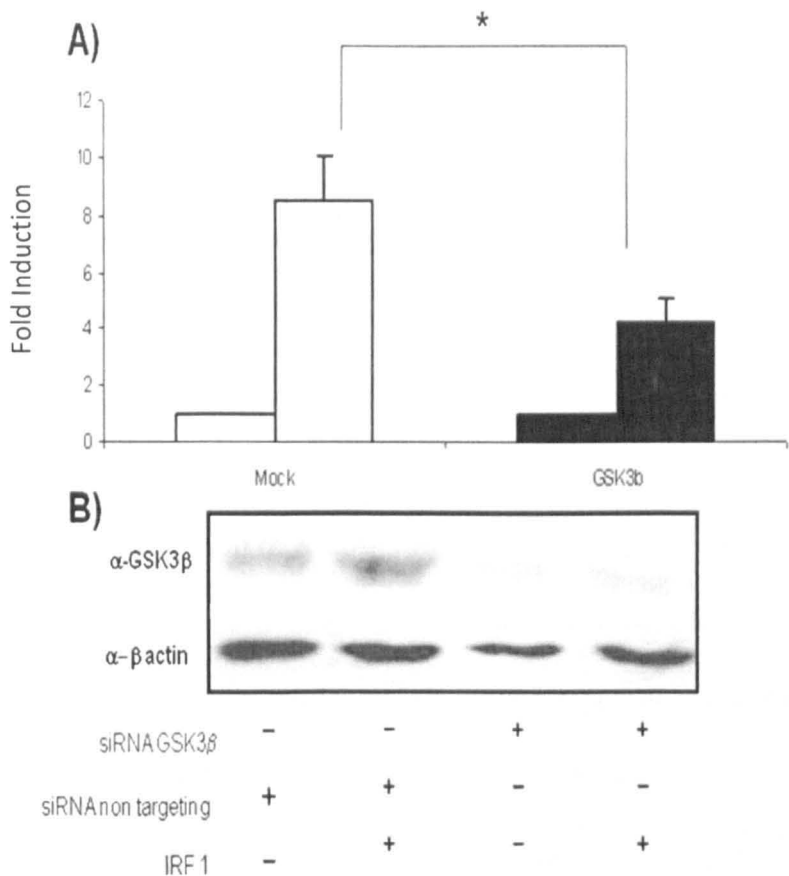 A)
*
12
10
8
6
4
2
0
Fold Induction
Mock GSK3b
B)
α-GSK3β
α-β actin
siRNA GSK3β - - + +
siRNA non targeting + + - -
IRF 1 - + - +